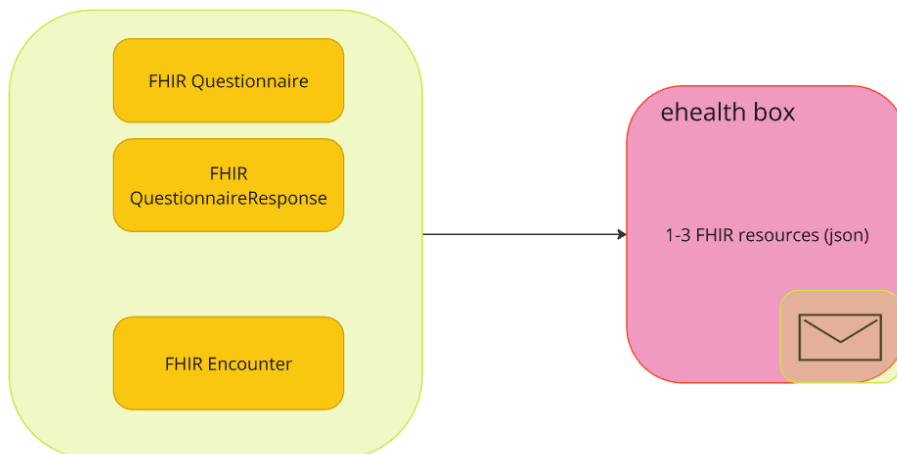 FHIR Questionnaire
FHIR
QuestionnaireResponse
FHIR Encounter
ehealth box
1-3 FHIR resources (json)